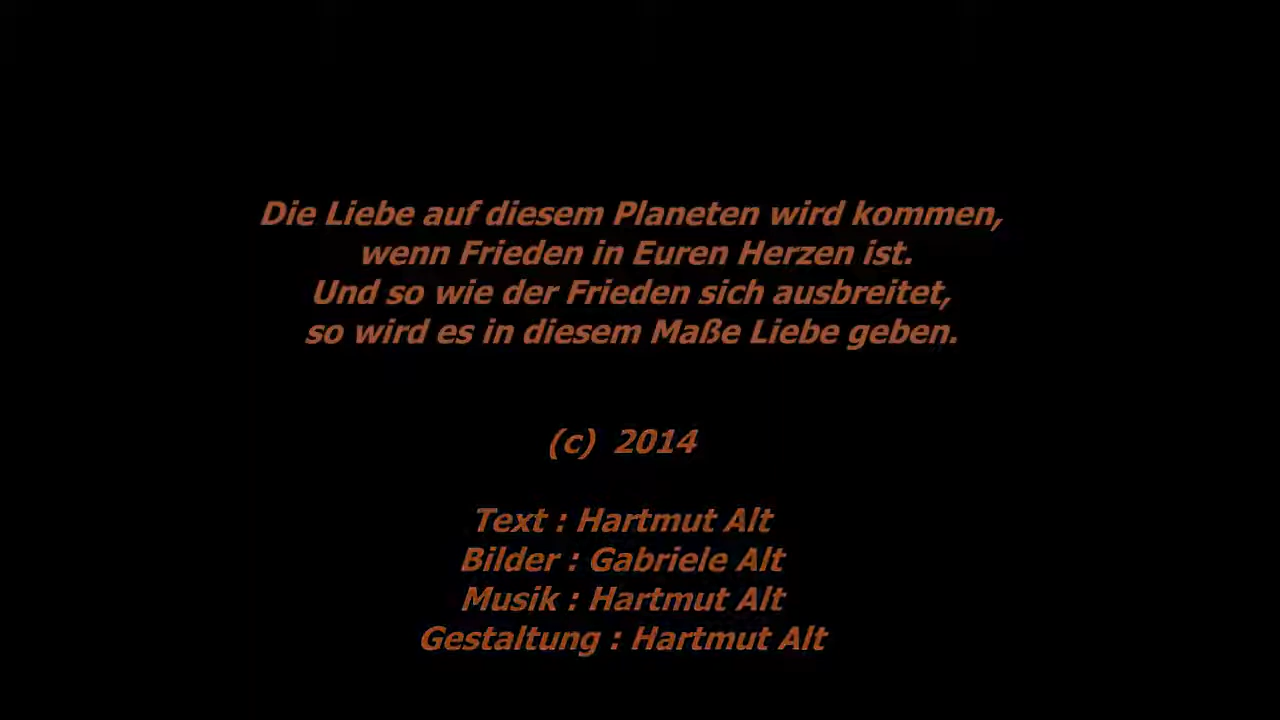 Die Liebe auf diesem Planeten wird kommen,
wenn Frieden in Euren Herzen ist.
Und so wie der Frieden sich ausbreitet,
so wird es in diesem Maße Liebe geben.
(c) 2014
Text : Hartmut Alt
Bilder : Gabriele Alt
Musik : Hartmut Alt
Gestaltung : Hartmut Alt